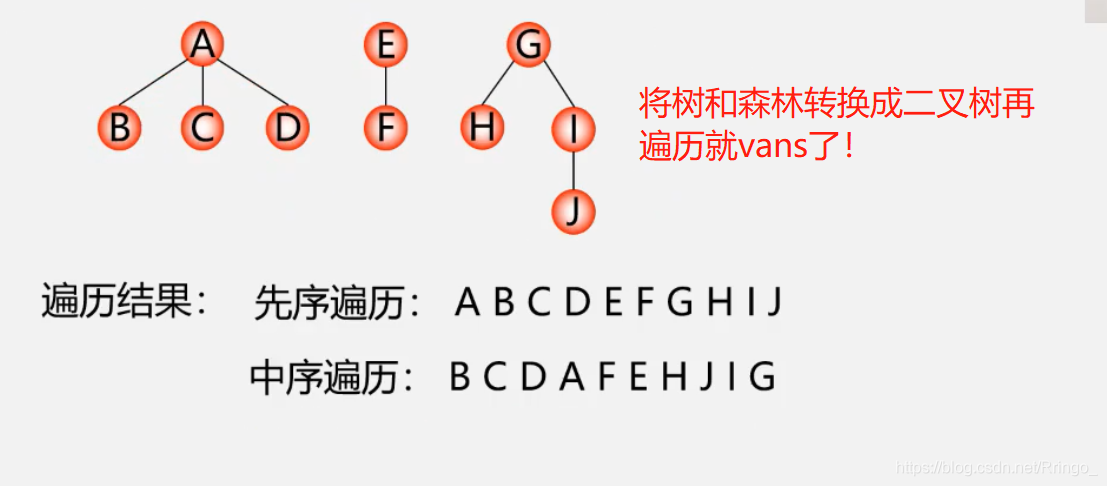 A
E
G
B
C
D
F
H
I
J
将树和森林转换成二叉树再
遍历就vans了！
遍历结果： 先序遍历： A B C D E F G H I J
中序遍历： B C D A F E H J I G
https://blog.csdn.net/Rringo_